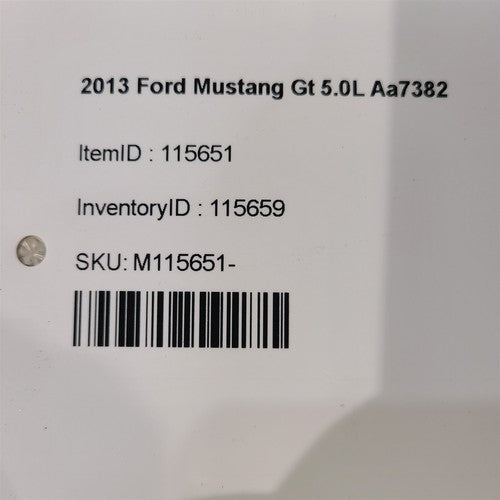 2013 Ford Mustang Gt 5.0L Aa7382
ItemID : 115651
InventoryID : 115659
SKU: M115651-